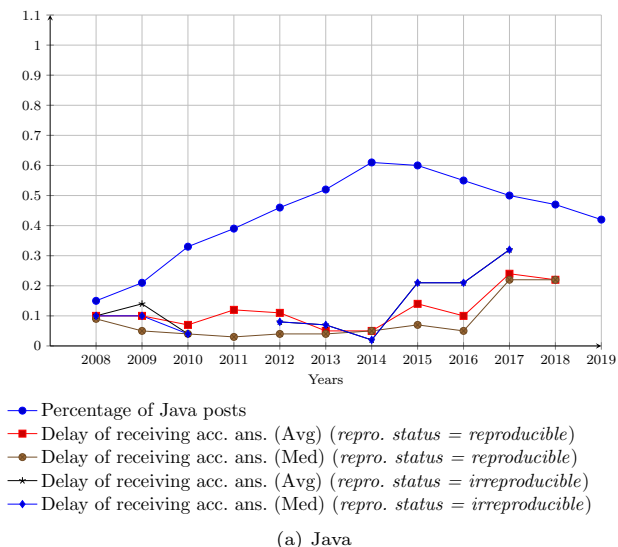 1.1
1
0.9
0.8
0.7
0.6
0.5
0.4
0.3
0.2
0.1
0
2008 2009 2010 2011 2012 2013 2014 2015 2016 2017 2018 2019
Years
Percentage of Java posts
Delay of receiving acc. ans. (Avg) (repro. status = reproducible)
Delay of receiving acc. ans. (Med) (repro. status = reproducible)
Delay of receiving acc. ans. (Avg) (repro. status = irreproducible)
Delay of receiving acc. ans. (Med) (repro. status = irreproducible)
(a) Java